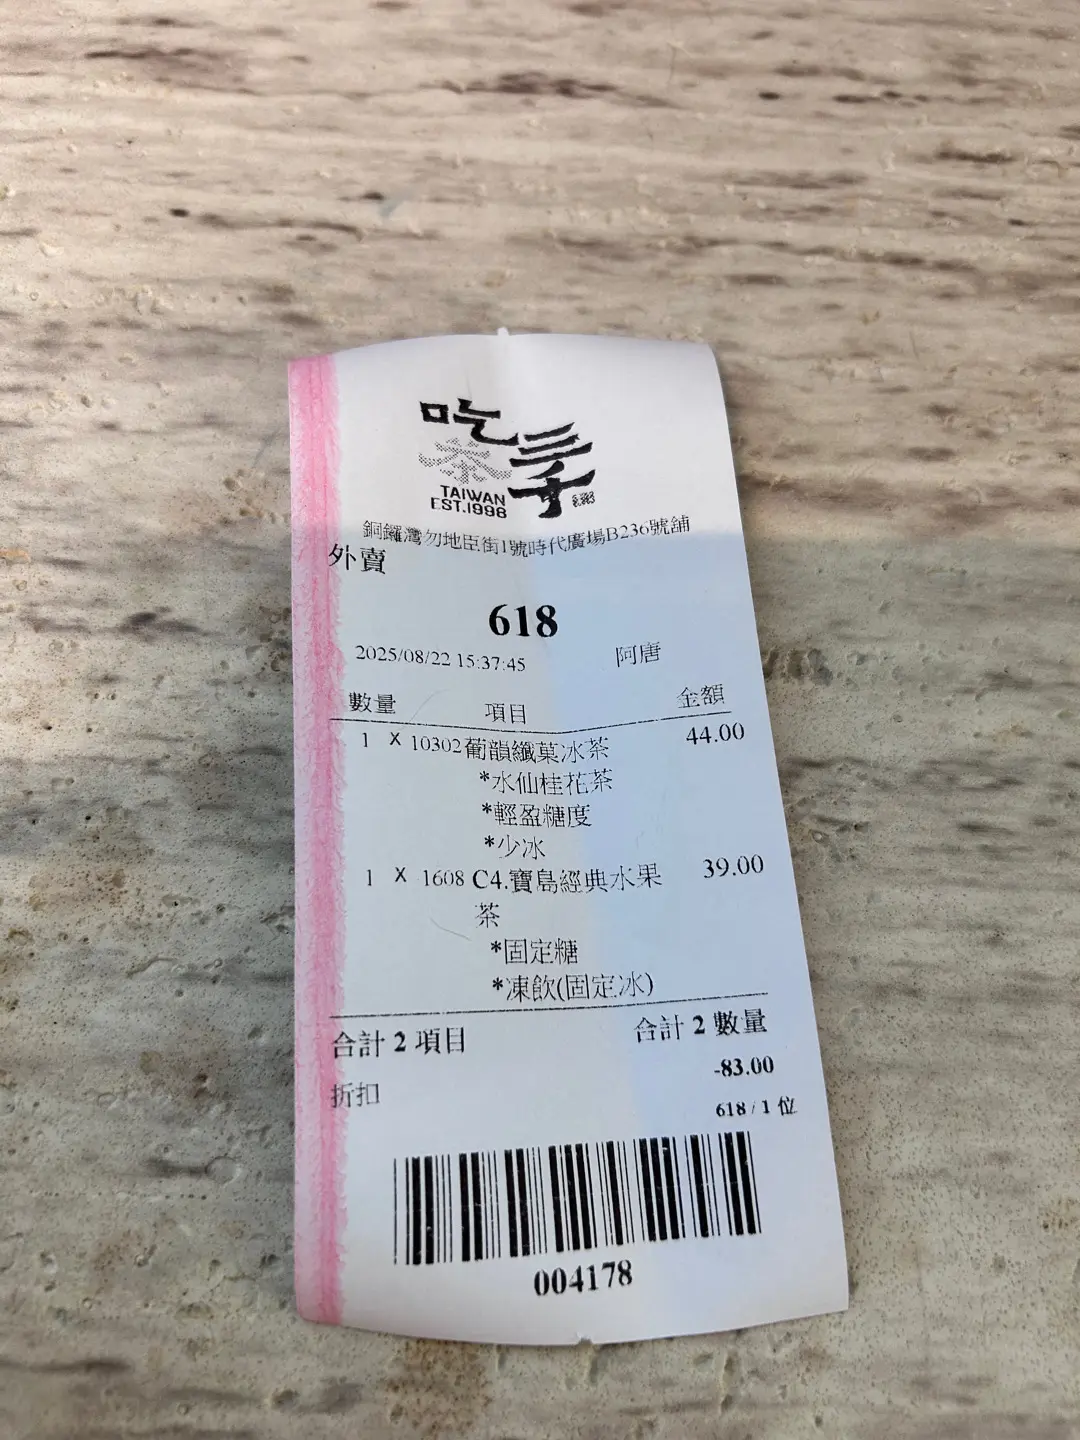 吃茶三千
TAIWAN
EST.1998
銅鑼灣勿地臣街1號時代廣場B236號舖
外賣
618
2025/08/22 15:37:45 阿唐
數量 項目 金額
1 X 10302葡韻纖菓冰茶 44.00
*水仙桂花茶
*輕盈糖度
*少冰
1 X 1608 C4.寶島經典水果 39.00
茶
*固定糖
*凍飲(固定冰)
合計 2 項目 合計 2 數量
折扣 -83.00
618 / 1 位
004178